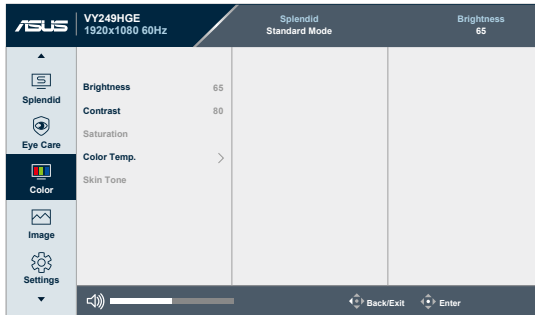 ASUS
VY249HGE
1920x1080 60Hz
Splendid
Standard Mode
Brightness
65
Splendid
Eye Care
Color
Image
Settings
Brightness 65
Contrast 80
Saturation
Color Temp.
Skin Tone
Back/Exit
Enter